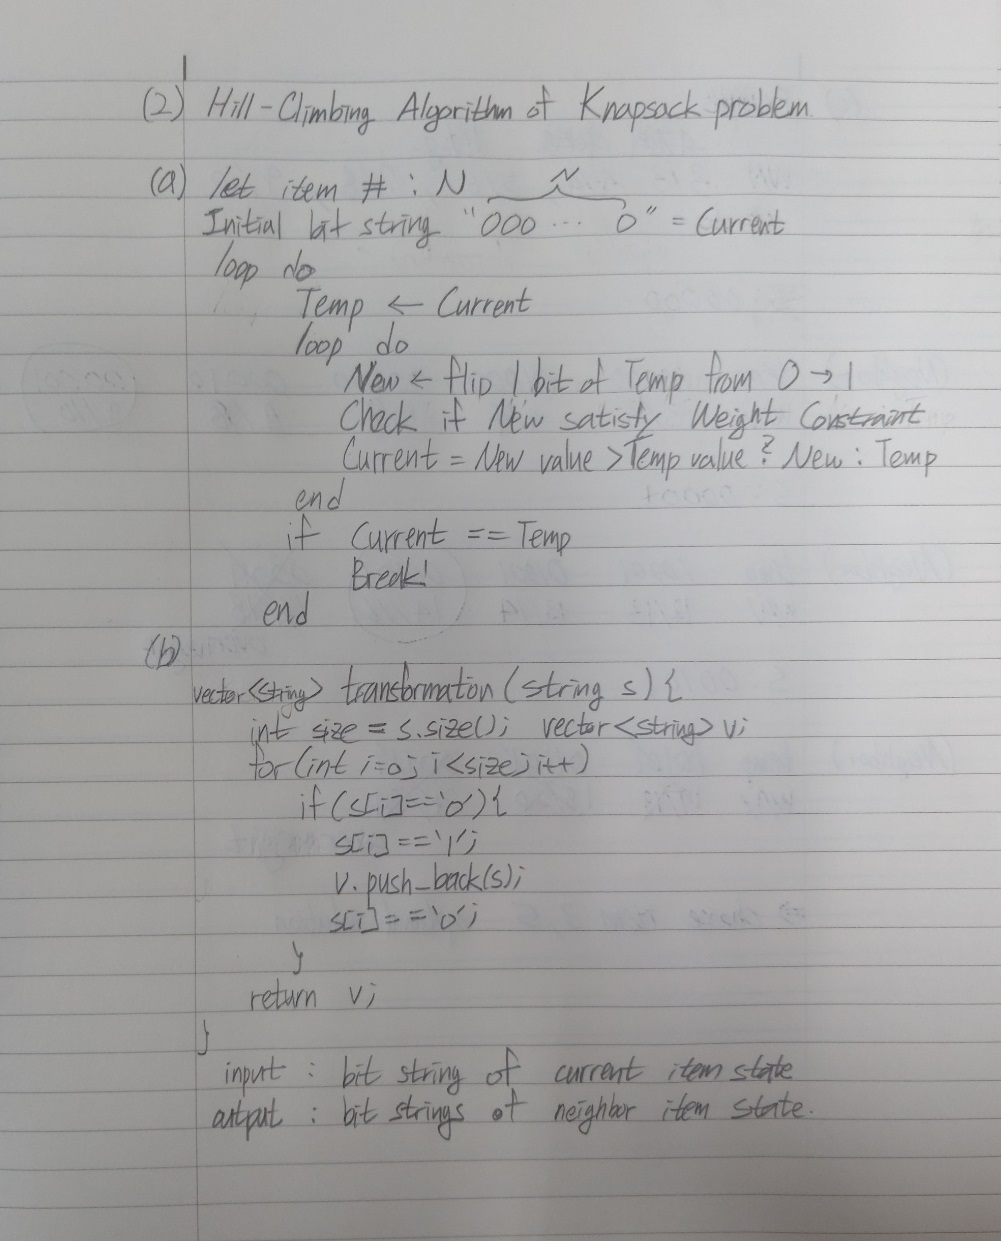 (2) Hill-Climbing Algorithm of Knapsack problem
(a) let item # : N
N
Initial bit string "000 ... 0" = Current
loop do
Temp ← Current
loop do
New ← flip 1 bit of Temp from 0 → 1
Check if New satisfy Weight Constraint
Current = New value > Temp value ? New : Temp
end
if Current == Temp
Break!
end
(b)
vector<string> transformation (string s) {
int size = s.size(); vector<string> v;
for (int i=0; i<size; i++)
if (s[i]=='0') {
s[i]=='1';
v.push_back(s);
s[i]=='0';
}
return v;
}
input : bit string of current item state
output : bit strings of neighbor item state.